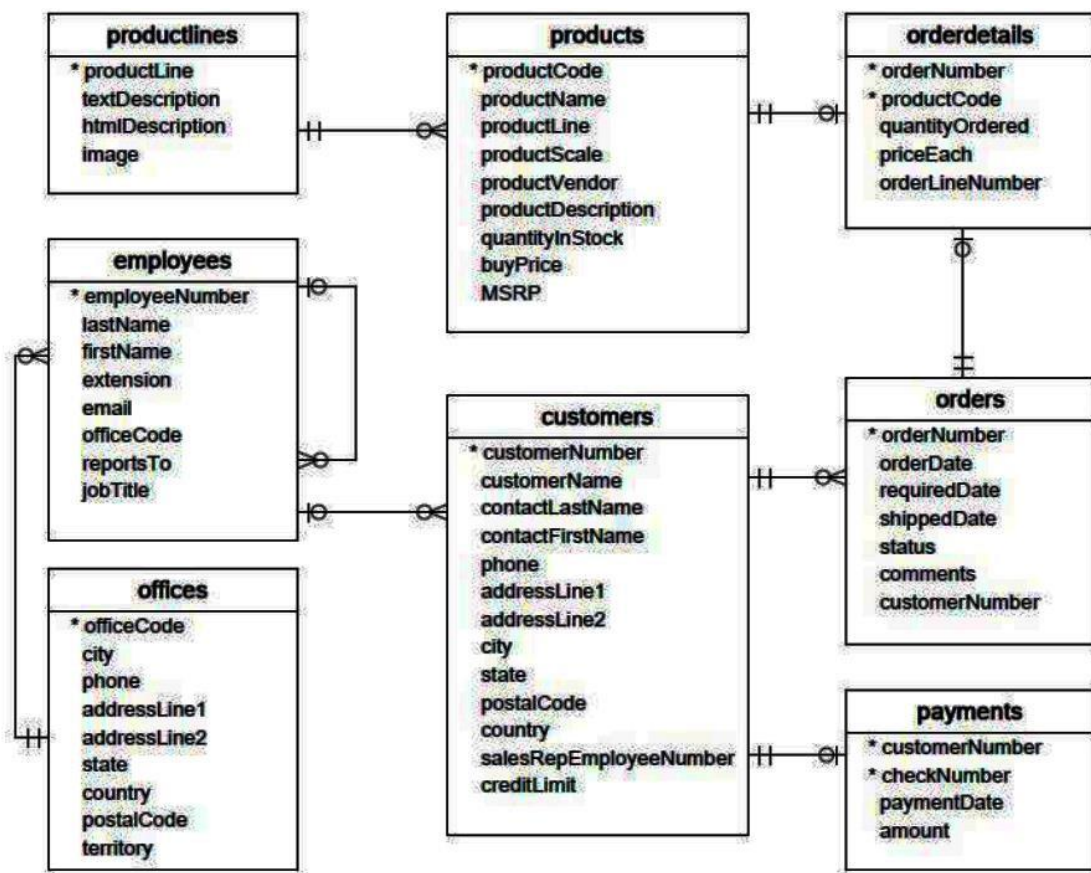 productlines
* productLine
textDescription
htmlDescription
image
products
* productCode
productName
productLine
productScale
productVendor
productDescription
quantityInStock
buyPrice
MSRP
orderdetails
* orderNumber
* productCode
quantityOrdered
priceEach
orderLineNumber
employees
* employeeNumber
lastName
firstName
extension
email
officeCode
reportsTo
jobTitle
customers
* customerNumber
customerName
contactLastName
contactFirstName
phone
addressLine1
addressLine2
city
state
postalCode
country
salesRepEmployeeNumber
creditLimit
orders
* orderNumber
orderDate
requiredDate
shippedDate
status
comments
customerNumber
offices
* officeCode
city
phone
addressLine1
addressLine2
state
country
postalCode
territory
payments
* customerNumber
* checkNumber
paymentDate
amount